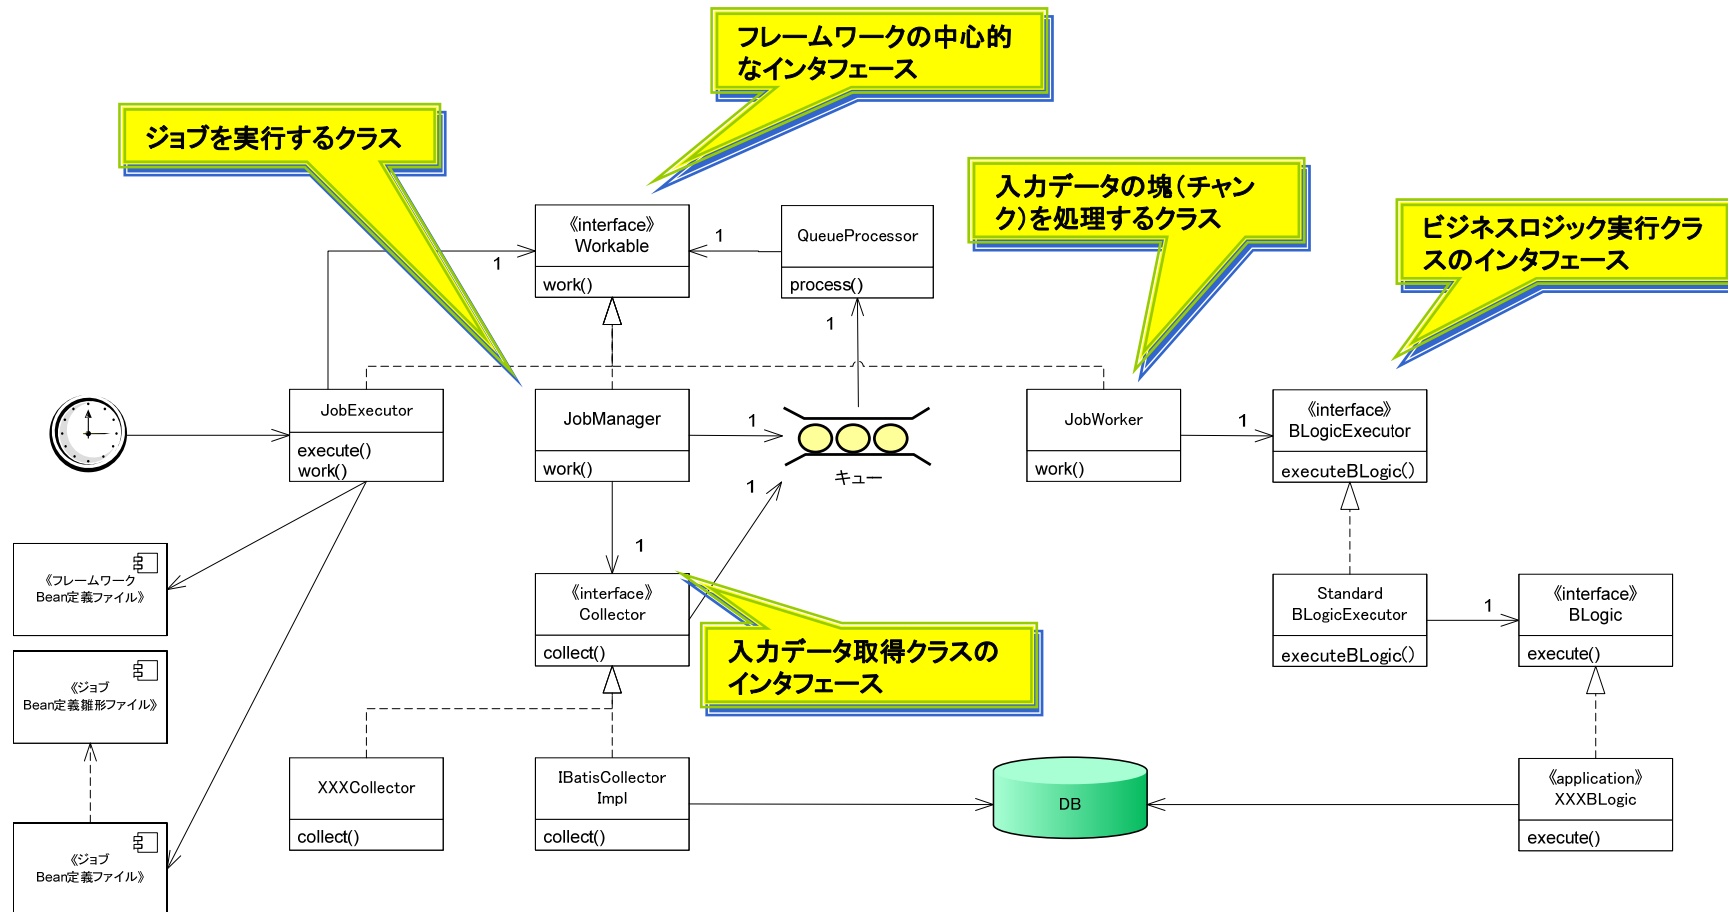 フレームワークの中心的
なインタフェース
ジョブを実行するクラス
入力データの塊（チャン
ク）を処理するクラス
ビジネスロジック実行クラ
スのインタフェース
《interface》
Workable
work()
1
1
QueueProcessor
process()
1
JobExecutor
execute()
work()
JobManager
work()
1
キュー
1
JobWorker
work()
1
《interface》
BLogicExecutor
executeBLogic()
《フレームワーク
Bean定義ファイル》
1
《interface》
Collector
collect()
入力データ取得クラスの
インタフェース
Standard
BLogicExecutor
executeBLogic()
1
《interface》
BLogic
execute()
《ジョブ
Bean定義雛形ファイル》
XXXCollector
collect()
IBatisCollector
Impl
collect()
DB
《application》
XXXBLogic
execute()
《ジョブ
Bean定義ファイル》